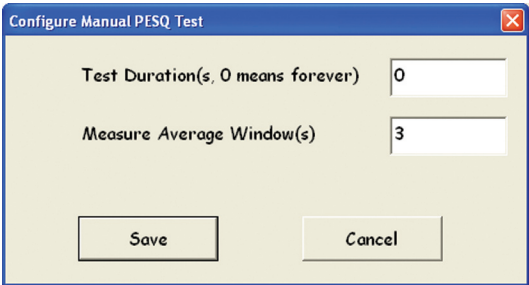 Configure Manual PESQ Test
Test Duration(s, 0 means forever) 0
Measure Average Window(s) 3
Save Cancel